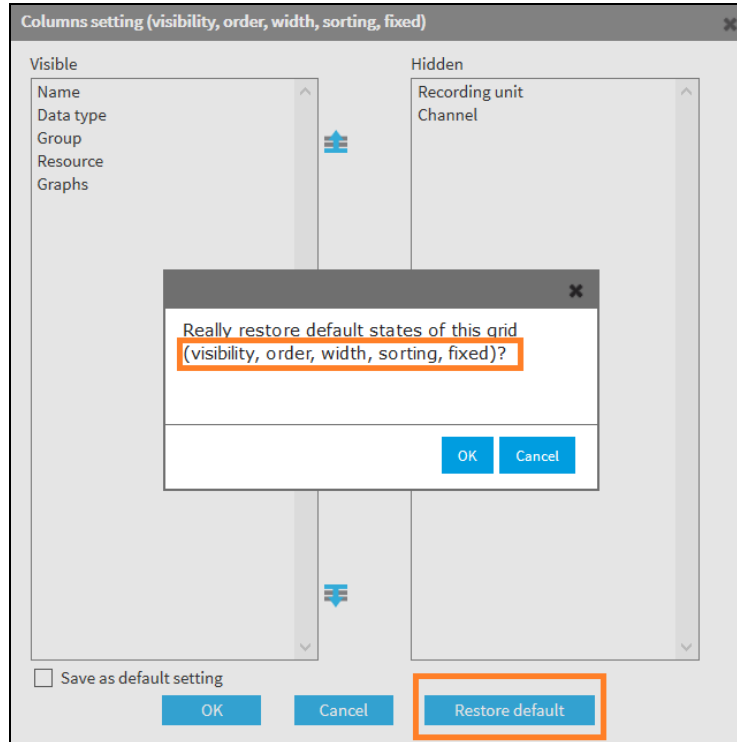 Columns setting (visibility, order, width, sorting, fixed)
Visible
Hidden
Name
Data type
Group
Resource
Graphs
Recording unit
Channel
Really restore default states of this grid
(visibility, order, width, sorting, fixed)?
OK
Cancel
Save as default setting
OK
Cancel
Restore default